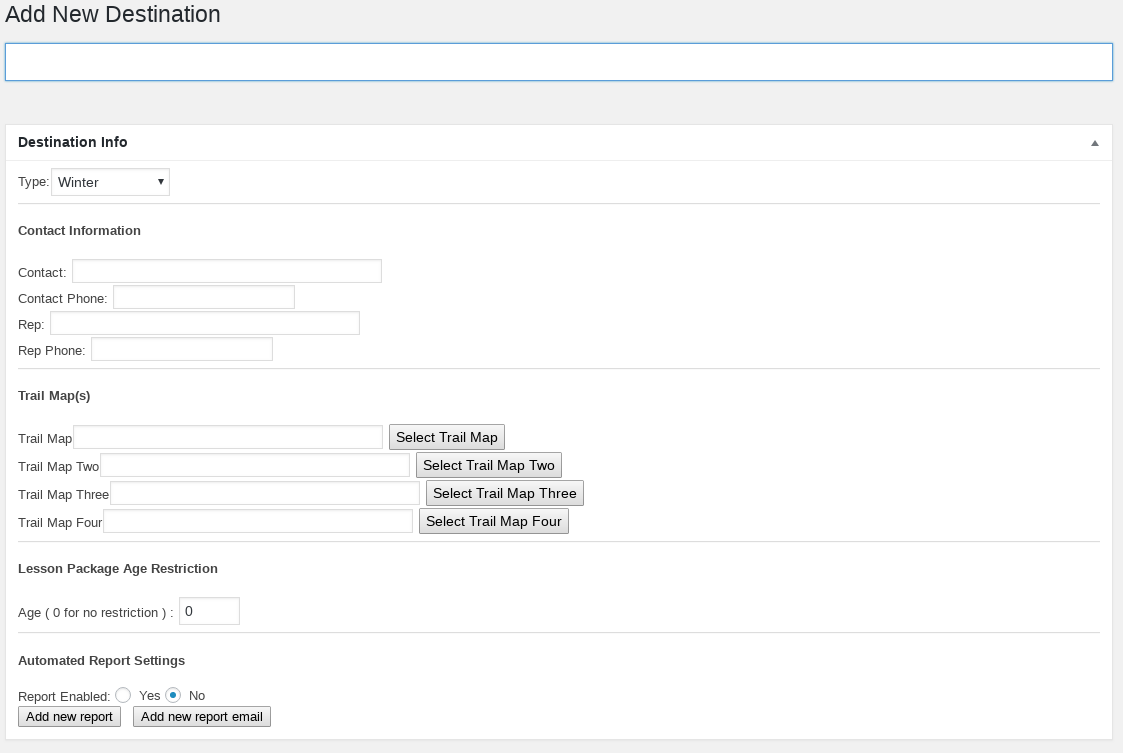 Add New Destination
Destination Info
Type: Winter
Contact Information
Contact:
Contact Phone:
Rep:
Rep Phone:
Trail Map(s)
Trail Map Select Trail Map
Trail Map Two Select Trail Map Two
Trail Map Three Select Trail Map Three
Trail Map Four Select Trail Map Four
Lesson Package Age Restriction
Age ( 0 for no restriction ) : 0
Automated Report Settings
Report Enabled: Yes No
Add new report Add new report email